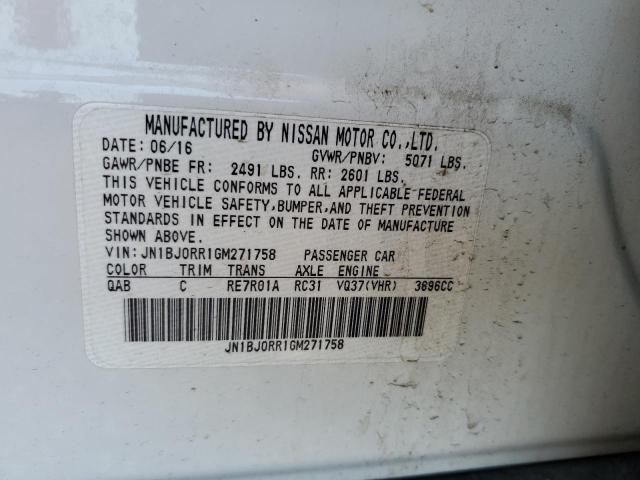 MANUFACTURED BY NISSAN MOTOR CO.,LTD.
DATE: 06/16 GVWR/PNBV: 5071 LBS.
GAWR/PNBE FR: 2491 LBS. RR: 2601 LBS.
THIS VEHICLE CONFORMS TO ALL APPLICABLE FEDERAL
MOTOR VEHICLE SAFETY,BUMPER,AND THEFT PREVENTION
STANDARDS IN EFFECT ON THE DATE OF MANUFACTURE
SHOWN ABOVE.
VIN: JN1BJ0RR1GM271758 PASSENGER CAR
COLOR TRIM TRANS AXLE ENGINE
QAB C RE7R01A RC31 VQ37(VHR) 3696CC
JN1BJ0RR1GM271758